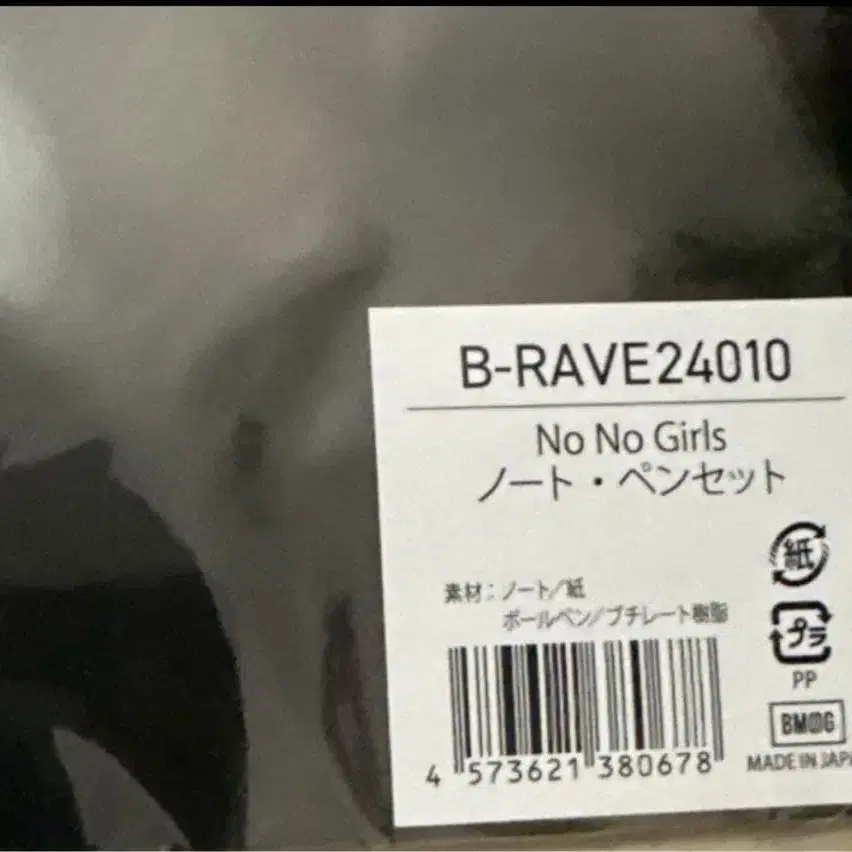 B-RAVE24010
No No Girls
ノート・ペンセット
素材：ノート/紙
ボールペン/ブチレート樹脂
紙
プラ
PP
4 573621 380678
MADE IN JAPA